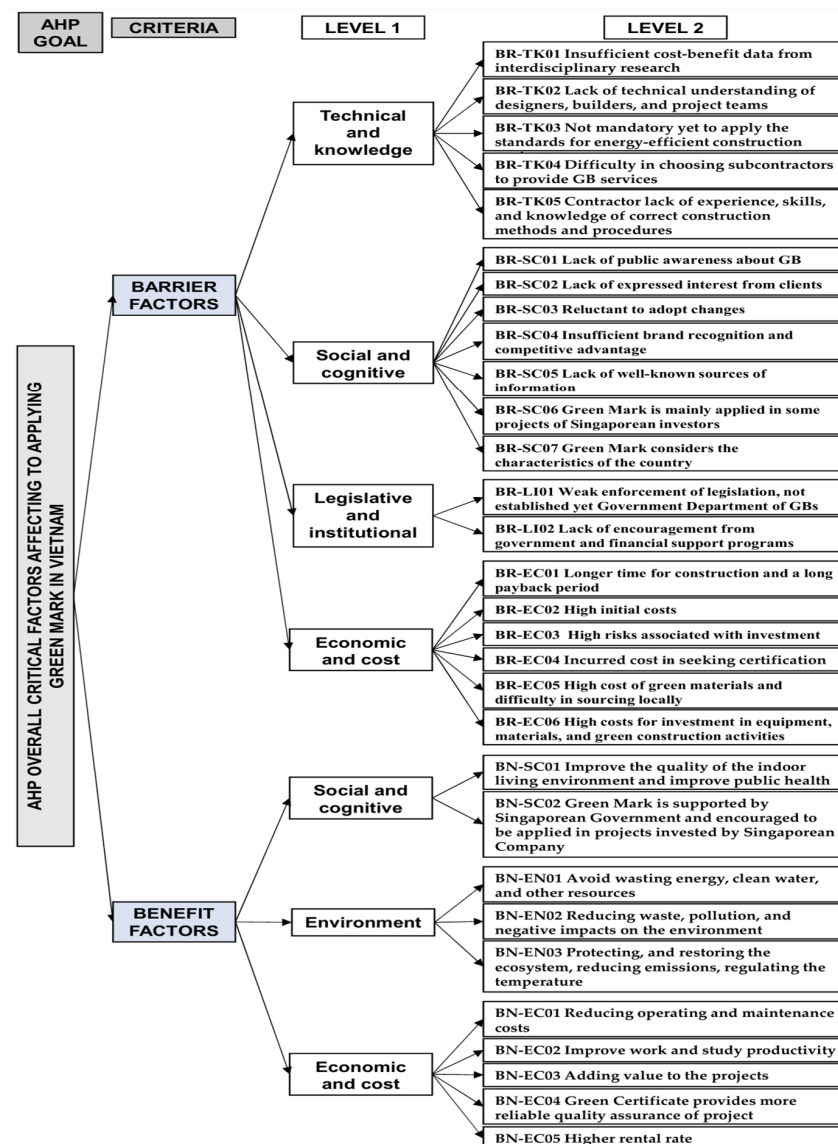 AHP
GOAL
CRITERIA
LEVEL 1
LEVEL 2
AHP OVERALL CRITICAL FACTORS AFFECTING TO APPLYING
GREEN MARK IN VIETNAM
BARRIER
FACTORS
Technical
and
knowledge
BR-TK01 Insufficient cost-benefit data from
interdisciplinary research
BR-TK02 Lack of technical understanding of
designers, builders, and project teams
BR-TK03 Not mandatory yet to apply the
standards for energy-efficient construction
BR-TK04 Difficulty in choosing subcontractors
to provide GB services
BR-TK05 Contractor lack of experience, skills,
and knowledge of correct construction
methods and procedures
Social and
cognitive
BR-SC01 Lack of public awareness about GB
BR-SC02 Lack of expressed interest from clients
BR-SC03 Reluctant to adopt changes
BR-SC04 Insufficient brand recognition and
competitive advantage
BR-SC05 Lack of well-known sources of
information
BR-SC06 Green Mark is mainly applied in some
projects of Singaporean investors
BR-SC07 Green Mark considers the
characteristics of the country
Legislative
and
institutional
BR-LI01 Weak enforcement of legislation, not
established yet Government Department of GBs
BR-LI02 Lack of encouragement from
government and financial support programs
Economic
and cost
BR-EC01 Longer time for construction and a long
payback period
BR-EC02 High initial costs
BR-EC03 High risks associated with investment
BR-EC04 Incurred cost in seeking certification
BR-EC05 High cost of green materials and
difficulty in sourcing locally
BR-EC06 High costs for investment in equipment,
materials, and green construction activities
BENEFIT
FACTORS
Social and
cognitive
BN-SC01 Improve the quality of the indoor
living environment and improve public health
BN-SC02 Green Mark is supported by
Singaporean Government and encouraged to
be applied in projects invested by Singaporean
Company
Environment
BN-EN01 Avoid wasting energy, clean water,
and other resources
BN-EN02 Reducing waste, pollution, and
negative impacts on the environment
BN-EN03 Protecting, and restoring the
ecosystem, reducing emissions, regulating the
temperature
Economic
and cost
BN-EC01 Reducing operating and maintenance
costs
BN-EC02 Improve work and study productivity
BN-EC03 Adding value to the projects
BN-EC04 Green Certificate provides more
reliable quality assurance of project
BN-EC05 Higher rental rate